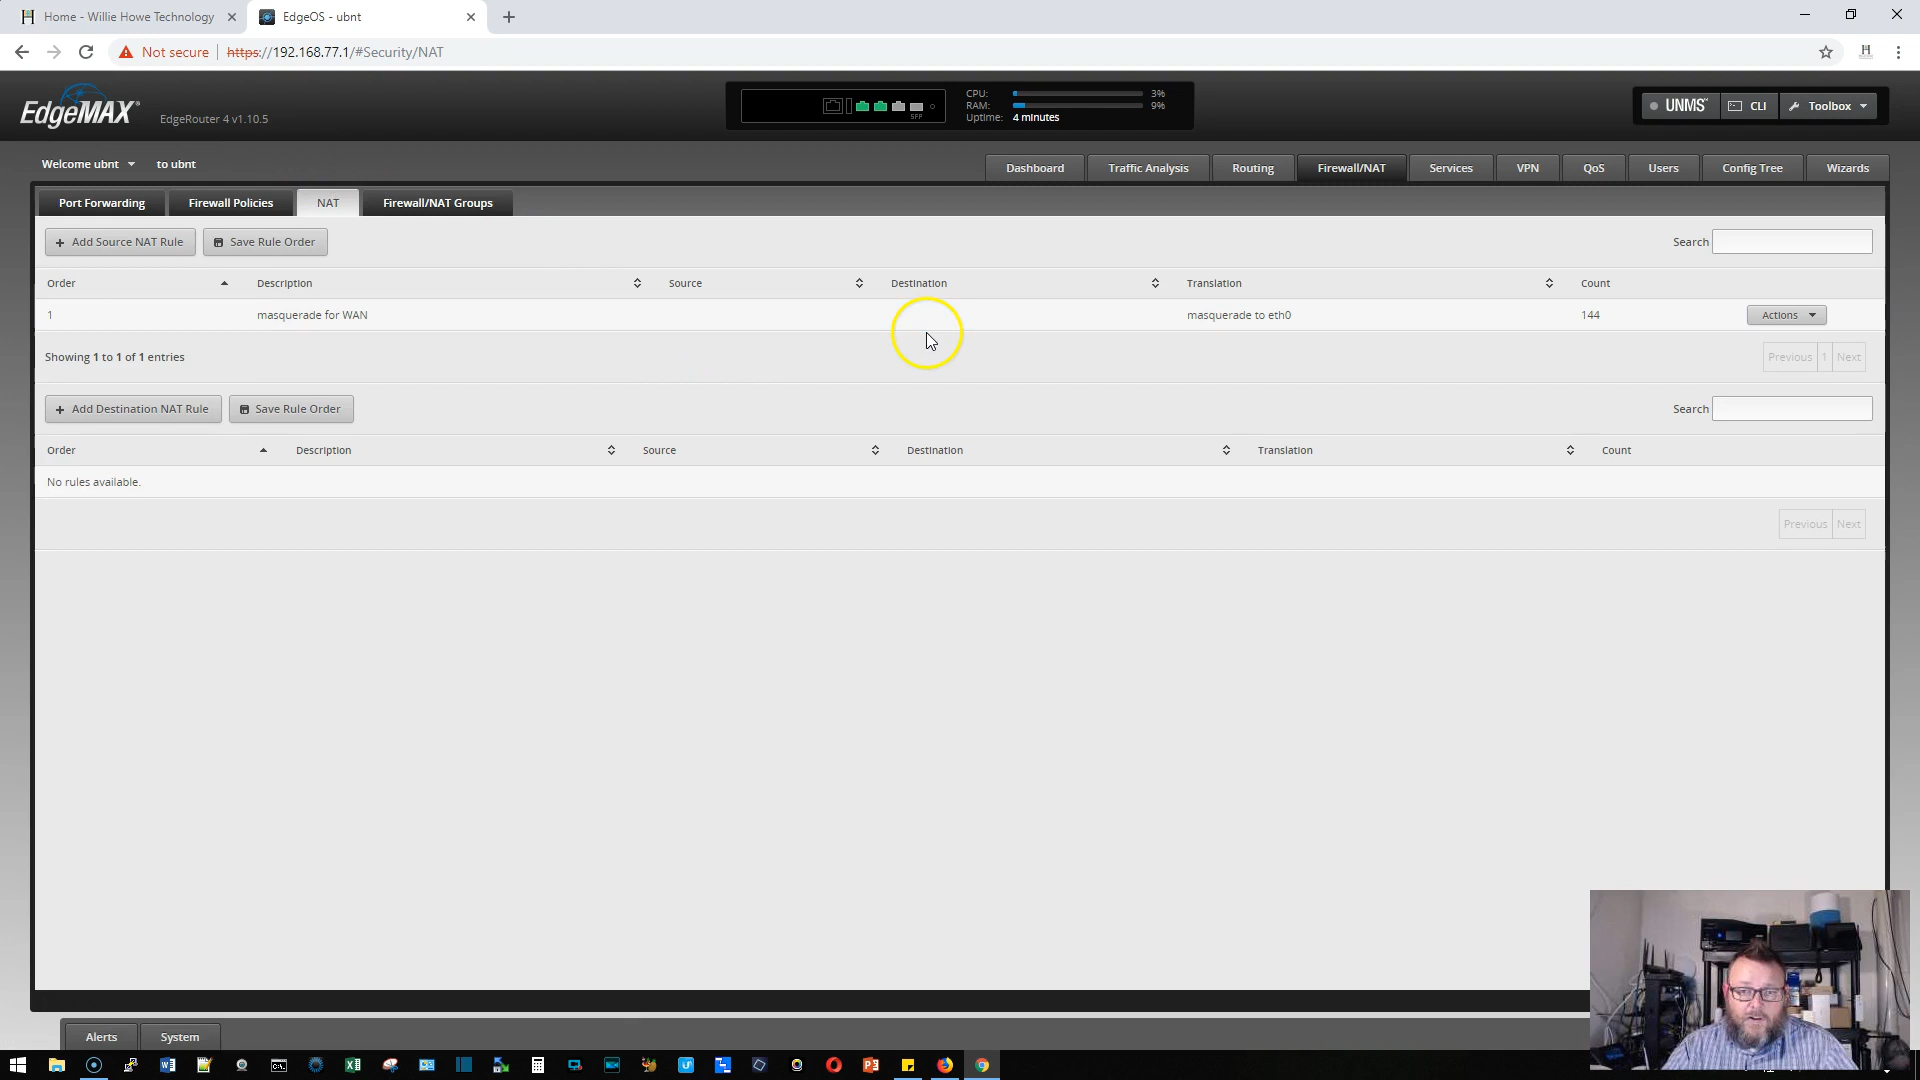 Home - Willie Howe Technology
EdgeOS - ubnt
Not secure
https://192.168.77.1/#Security/NAT
EdgeMAX
EdgeRouter 4 v1.10.5
SFP
CPU: 3%
RAM: 9%
Uptime: 4 minutes
UNMS
CLI
Toolbox
Welcome ubnt
to ubnt
Dashboard
Traffic Analysis
Routing
Firewall/NAT
Services
VPN
QoS
Users
Config Tree
Wizards
Port Forwarding
Firewall Policies
NAT
Firewall/NAT Groups
+ Add Source NAT Rule
Save Rule Order
Search
Order Description Source Destination Translation Count
1 masquerade for WAN masquerade to eth0 144 Actions
Showing 1 to 1 of 1 entries
Previous 1 Next
+ Add Destination NAT Rule
Save Rule Order
Search
Order Description Source Destination Translation Count
No rules available.
Previous Next
Alerts
System